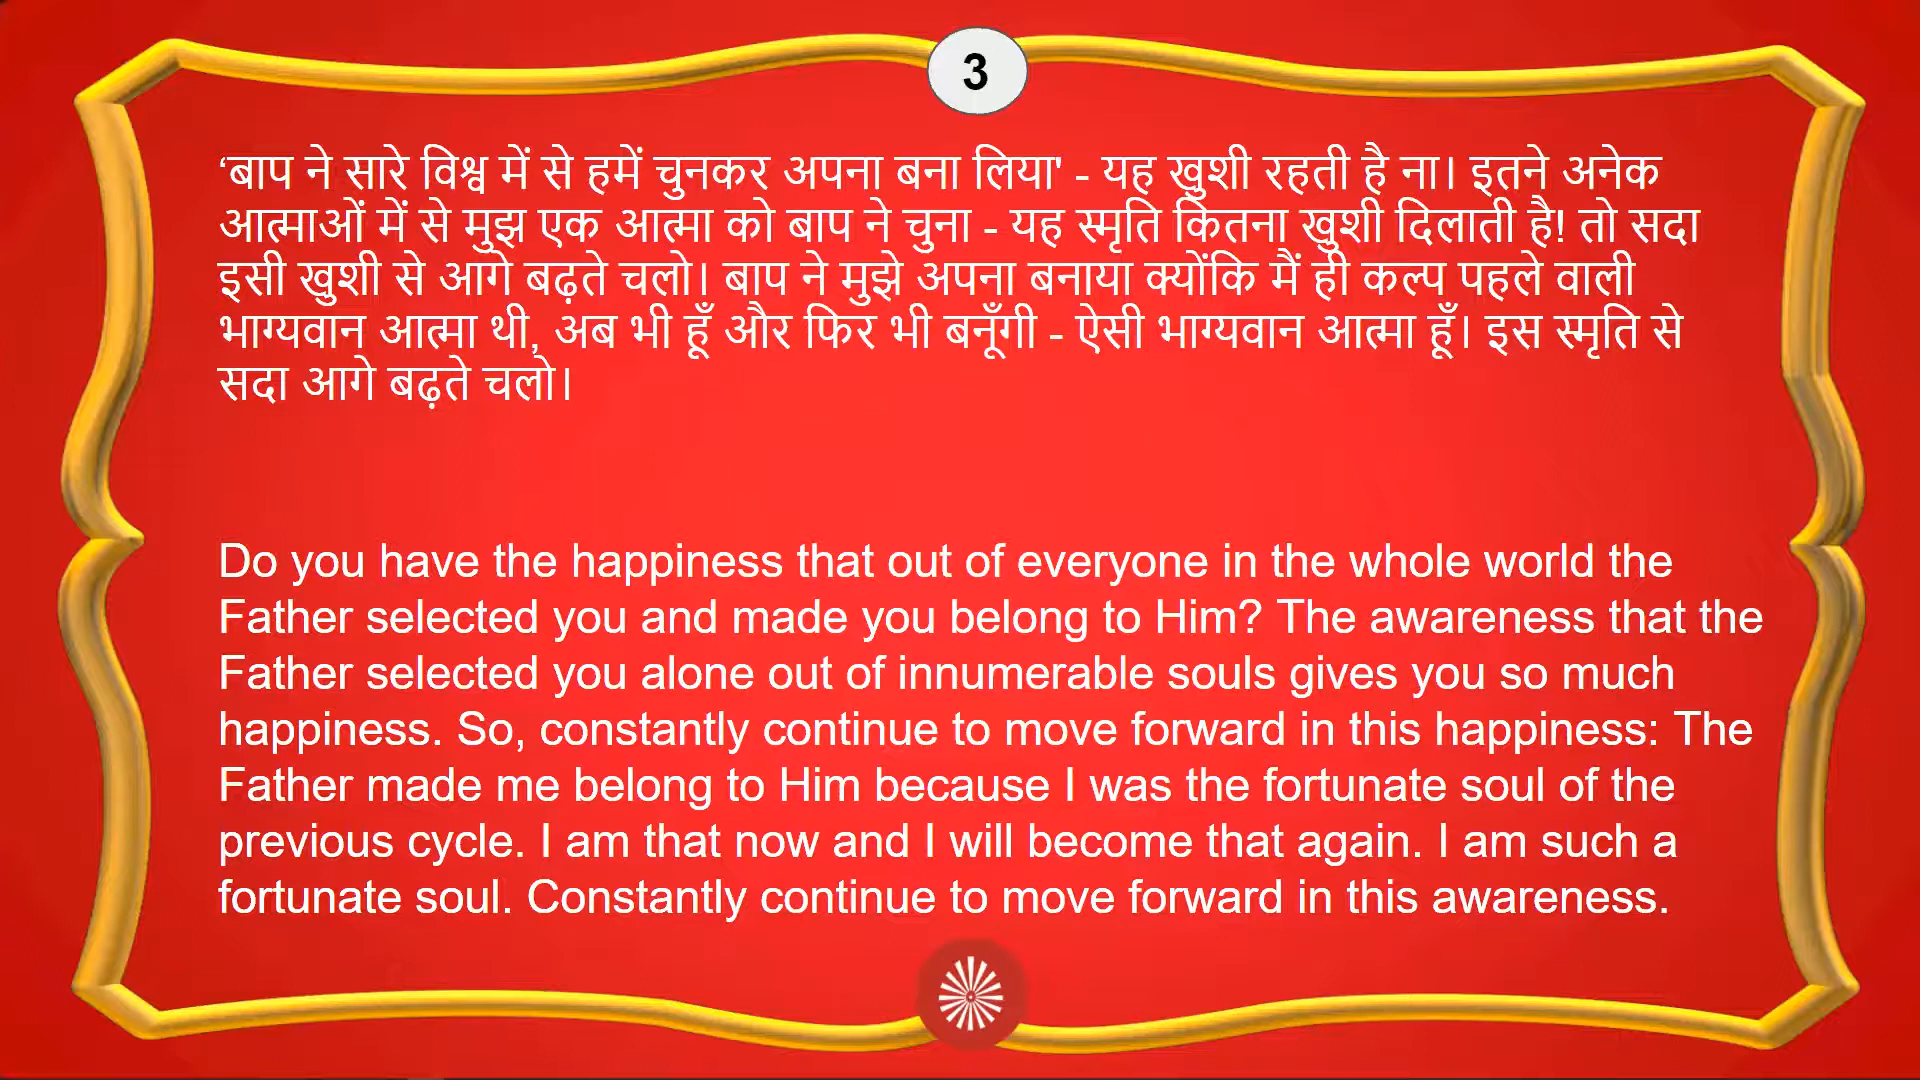 3
‘बाप ने सारे विश्व में से हमें चुनकर अपना बना लिया' - यह खुशी रहती है ना। इतने अनेक
आत्माओं में से मुझ एक आत्मा को बाप ने चुना - यह स्मृति कितना खुशी दिलाती है! तो सदा
इसी खुशी से आगे बढ़ते चलो। बाप ने मुझे अपना बनाया क्योंकि मैं ही कल्प पहले वाली
भाग्यवान आत्मा थी, अब भी हूँ और फिर भी बनूँगी - ऐसी भाग्यवान आत्मा हूँ। इस स्मृति से
सदा आगे बढ़ते चलो।
Do you have the happiness that out of everyone in the whole world the
Father selected you and made you belong to Him? The awareness that the
Father selected you alone out of innumerable souls gives you so much
happiness. So, constantly continue to move forward in this happiness: The
Father made me belong to Him because I was the fortunate soul of the
previous cycle. I am that now and I will become that again. I am such a
fortunate soul. Constantly continue to move forward in this awareness.